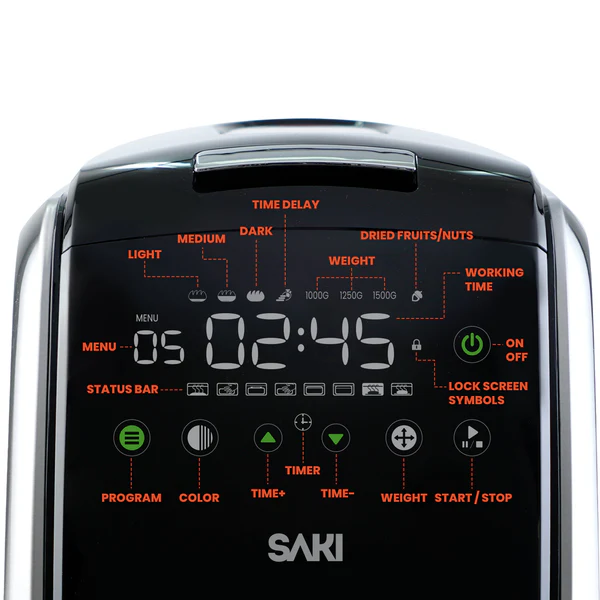 TIME DELAY
DARK
MEDIUM
DRIED FRUITS/NUTS
LIGHT
WEIGHT
WORKING
TIME
1000G 1250G 1500G
MENU
MENU 05 02:45
ON
OFF
STATUS BAR
LOCK SCREEN
SYMBOLS
TIMER
PROGRAM COLOR TIME+ TIME- WEIGHT START / STOP
SAKI